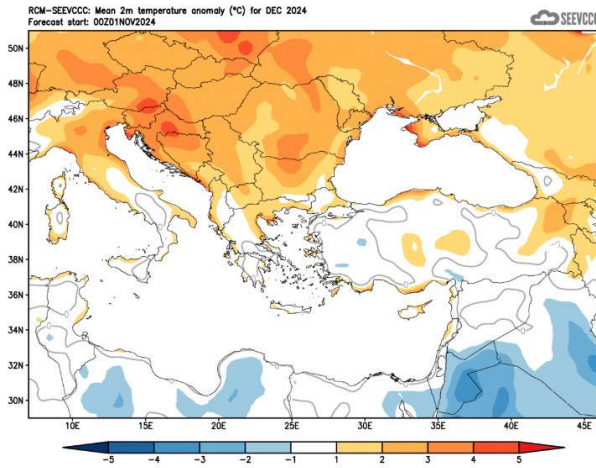 RCM-SEEVCCC: Mean 2m temperature anomaly (°C) for DEC 2024
Forecast start: 00Z01NOV2024
SEEVCCC
50N
48N
46N
44N
42N
40N
38N
36N
34N
32N
30N
10E
15E
20E
25E
30E
35E
40E
45E
-5
-4
-3
-2
-1
1
2
3
4
5